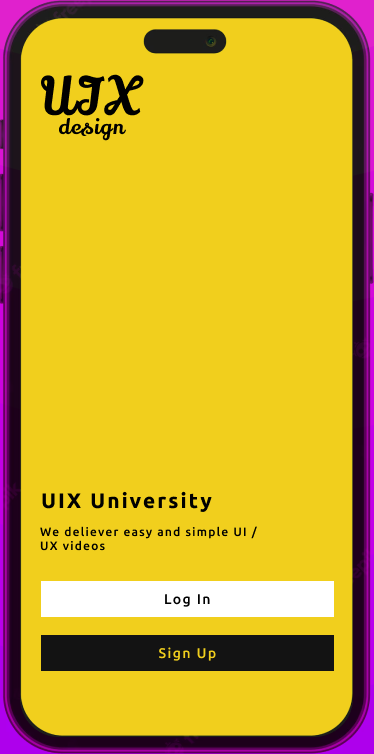 UIX
design
UIX University
We deliever easy and simple UI /
UX videos
Log In
Sign Up